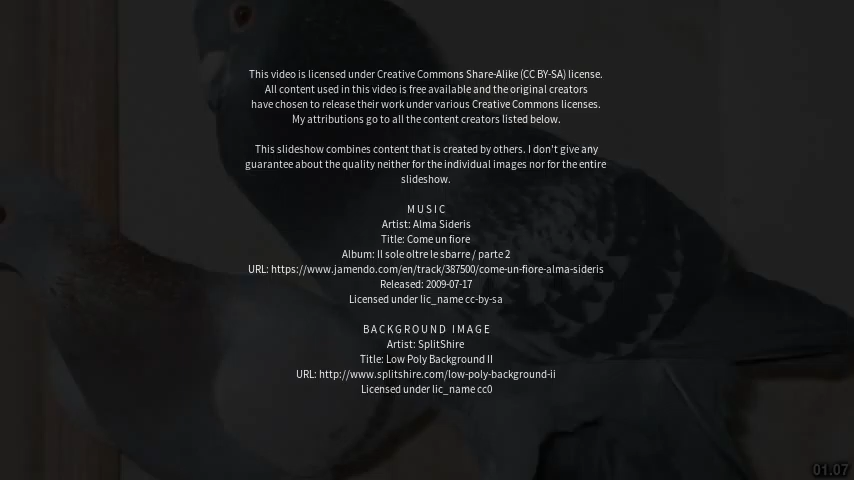 This video is licensed under Creative Commons Share-Alike (CC BY-SA) license.
All content used in this video is free available and the original creators
have chosen to release their work under various Creative Commons licenses.
My attributions go to all the content creators listed below.
This slideshow combines content that is created by others. I don't give any
guarantee about the quality neither for the individual images nor for the entire
slideshow.
MUSIC
Artist: Alma Sideris
Title: Come un fiore
Album: Il sole oltre le sbarre / parte 2
URL: https://www.jamendo.com/en/track/387500/come-un-fiore-alma-sideris
Released: 2009-07-17
Licensed under lic_name cc-by-sa
BACKGROUND IMAGE
Artist: SplitShire
Title: Low Poly Background II
URL: http://www.splitshire.com/low-poly-background-ii
Licensed under lic_name cc0
01.07